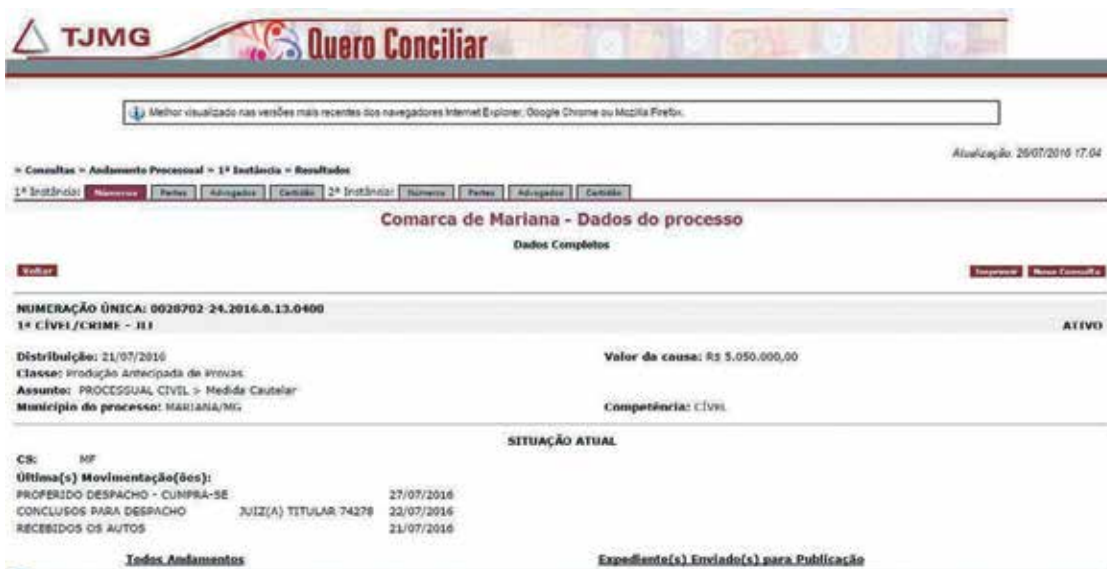 TJMG Quero Conciliar
Melhor visualizado nas versões mais recentes dos navegadores Internet Explorer, Google Chrome ou Mozilla Firefox.
Atualização: 26/07/2016 17:04
» Consultas » Andamento Processual » 1ª Instância » Resultados
1ª Instância: Números Partes Advogados Certidão 2ª Instância: Números Partes Advogados Certidão
Comarca de Mariana - Dados do processo
Dados Completos
Voltar Imprimir Nova Consulta
NUMERAÇÃO ÚNICA: 0028702-24.2016.8.13.0400
1ª CÍVEL/CRIME - JIJ ATIVO
Distribuição: 21/07/2016 Valor da causa: R$ 5.050.000,00
Classe: Produção Antecipada de Provas
Assunto: PROCESSUAL CIVIL > Medida Cautelar
Município do processo: MARIANA/MG Competência: CÍVEL
SITUAÇÃO ATUAL
CS: MF
Última(s) Movimentação(ões):
PROFERIDO DESPACHO - CUMPRA-SE 27/07/2016
CONCLUSOS PARA DESPACHO JUIZ(A) TITULAR 74278 22/07/2016
RECEBIDOS OS AUTOS 21/07/2016
Todos Andamentos Expediente(s) Enviado(s) para Publicação